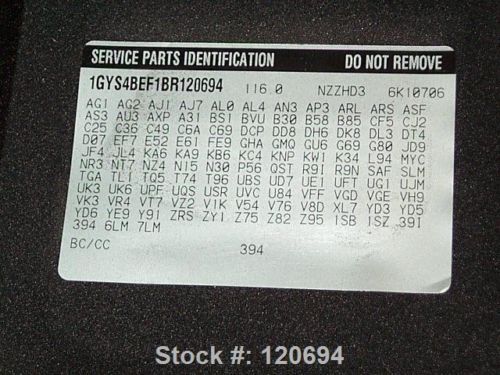 SERVICE PARTS IDENTIFICATION DO NOT REMOVE
1GYS4BEF1BR120694 116.0 NZZHD3 6K10706
AG1 AG2 AJ1 AJ7 AL0 AL4 AN3 AP3 ARL ARS ASF
AS3 AU3 AXP A31 BS1 BVU B30 B58 B85 CF5 CJ2
C25 C36 C49 C6A C69 DCP DD8 DH6 DK8 DL3 DT4
D07 EF7 E52 E61 FE9 GHA GMQ GU6 G69 G80 JD9
JF4 JL4 KA6 KA9 KB6 KC4 KNP KW1 K34 L94 MYC
NR3 NT7 NZ4 N15 N30 P56 QST R9I R9N SAF SLM
TGA TL1 TQ5 T74 T96 UBS UD7 UE1 UFT UG1 UJM
UK3 UK6 UPF UQS USR UVC U84 VFF VGD VGE VH9
VK3 VR4 VT7 VZ2 V1K V54 V76 V8D XL7 YD3 YD5
YD6 YE9 Y91 ZRS ZY1 Z75 Z82 Z95 1SB 1SZ 39I
394 6LM 7LM
BC/CC 394
Stock #: 120694